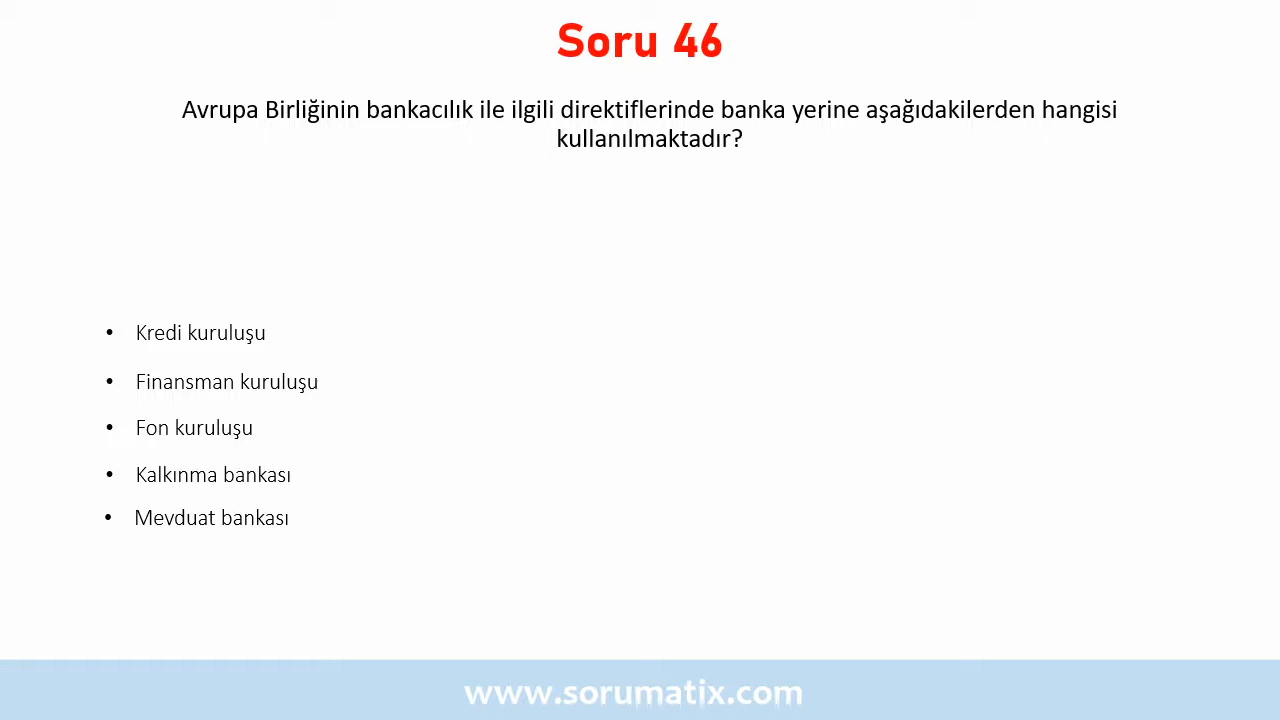 Soru 46
Avrupa Birliğinin bankacılık ile ilgili direktiflerinde banka yerine aşağıdakilerden hangisi
kullanılmaktadır?
• Kredi kuruluşu
• Finansman kuruluşu
• Fon kuruluşu
• Kalkınma bankası
• Mevduat bankası
www.sorumatix.com